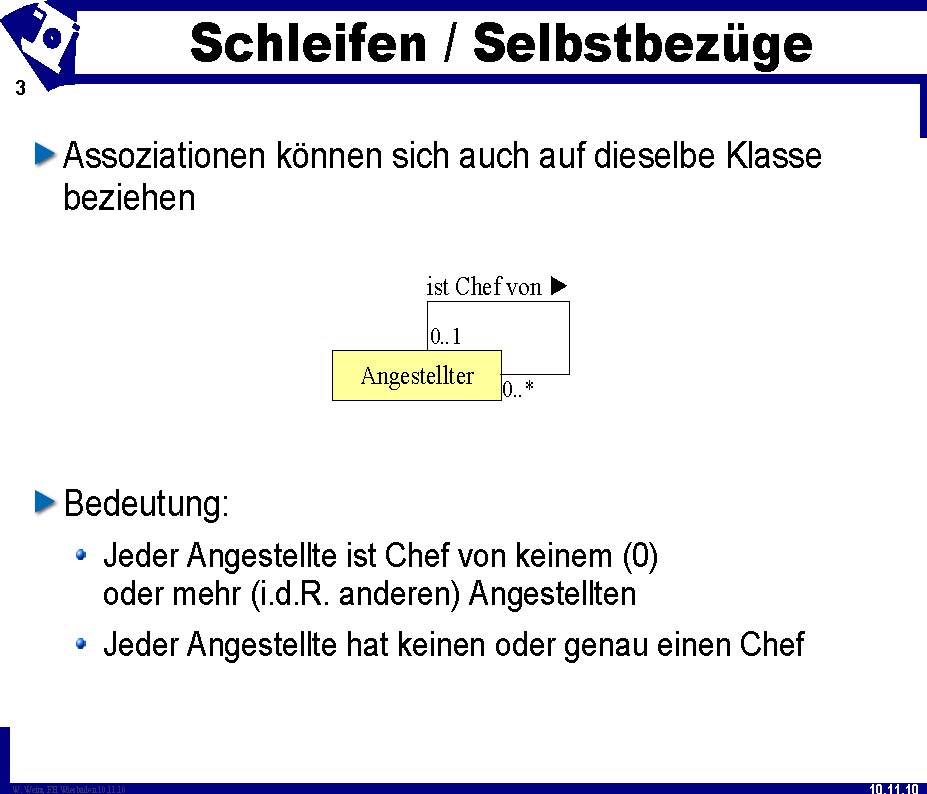 Schleifen / Selbstbezüge
3
Assoziationen können sich auch auf dieselbe Klasse
beziehen
ist Chef von ▶
0..1
Angestellter
0..*
Bedeutung:
Jeder Angestellte ist Chef von keinem (0)
oder mehr (i.d.R. anderen) Angestellten
Jeder Angestellte hat keinen oder genau einen Chef
W. Weitz, FH Wiesbaden 10.11.10
10.11.10